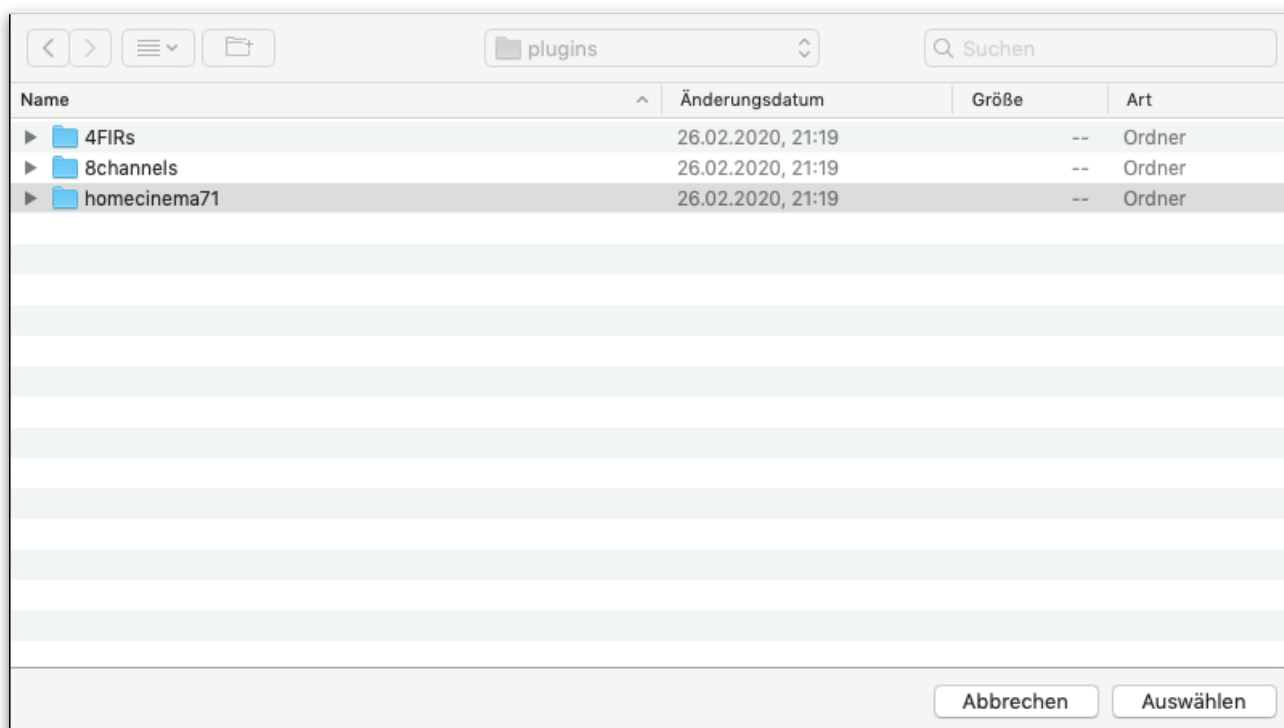 plugins Suchen
Name Änderungsdatum Größe Art
4FIRs 26.02.2020, 21:19 -- Ordner
8channels 26.02.2020, 21:19 -- Ordner
homecinema71 26.02.2020, 21:19 -- Ordner
Abbrechen Auswählen